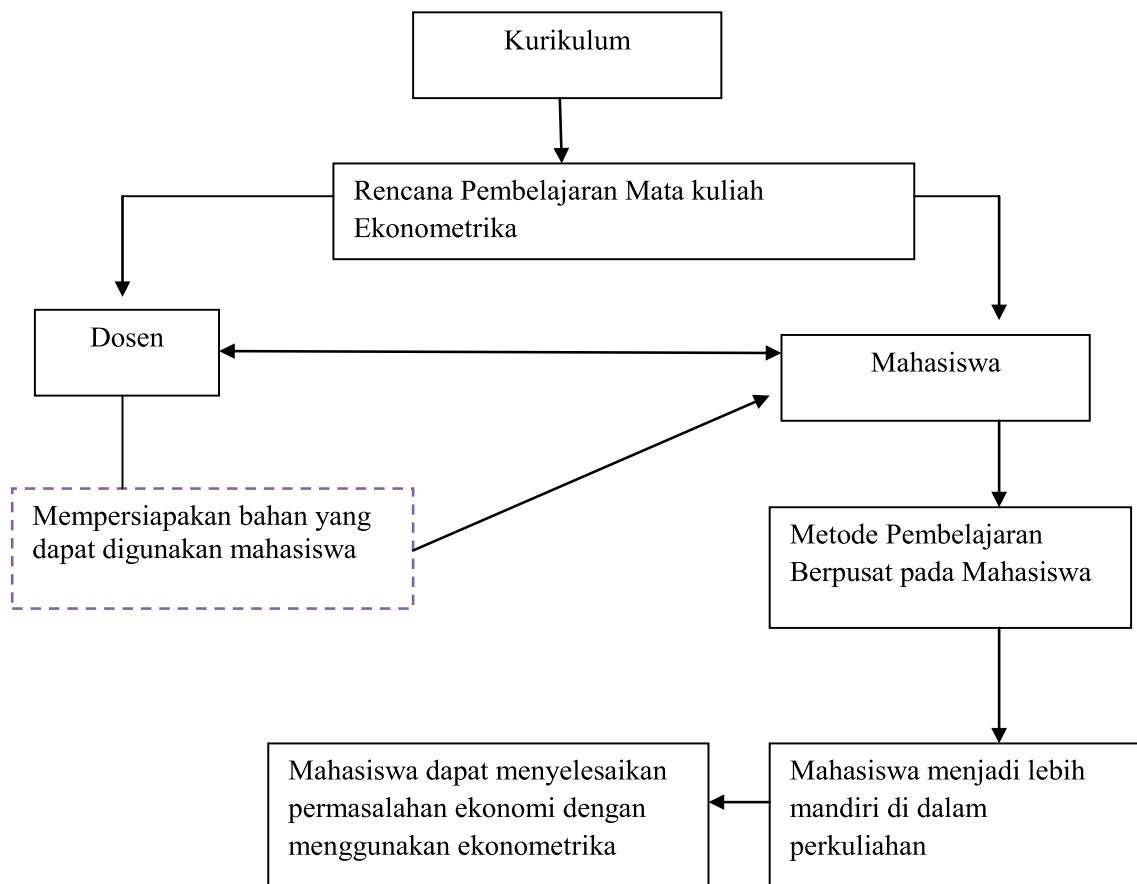 Kurikulum
Rencana Pembelajaran Mata kuliah
Ekonometrika
Dosen
Mahasiswa
Mempersiapakan bahan yang
dapat digunakan mahasiswa
Metode Pembelajaran
Berpusat pada Mahasiswa
Mahasiswa dapat menyelesaikan
permasalahan ekonomi dengan
menggunakan ekonometrika
Mahasiswa menjadi lebih
mandiri di dalam
perkuliahan